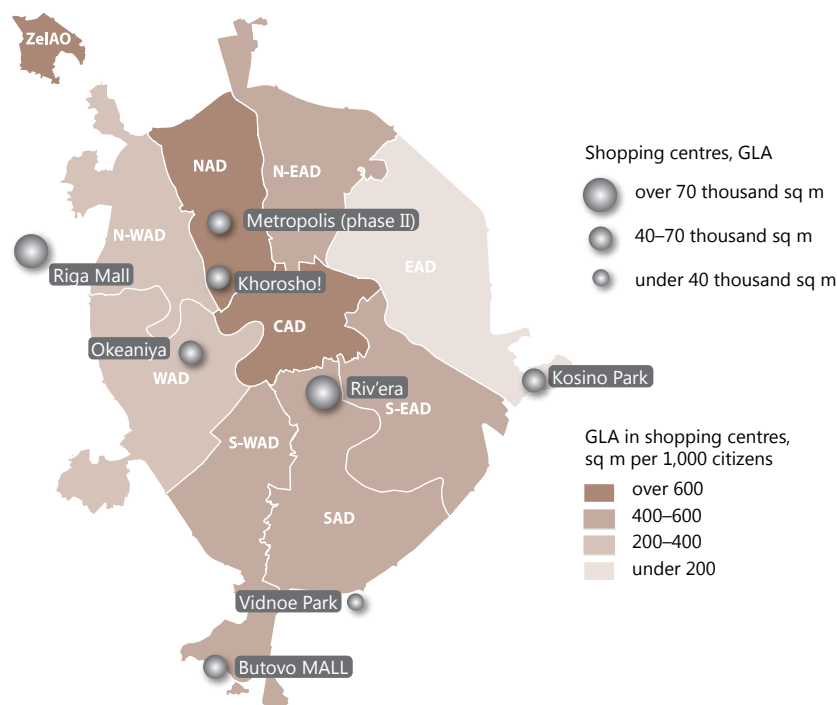 ZelAO
NAD
N-EAD
Metropolis (phase II)
N-WAD
EAD
Riga Mall
Khorosho!
CAD
Okeaniya
WAD
Riv'era
Kosino Park
S-EAD
S-WAD
SAD
Vidnoe Park
Butovo MALL
Shopping centres, GLA
over 70 thousand sq m
40–70 thousand sq m
under 40 thousand sq m
GLA in shopping centres,
sq m per 1,000 citizens
over 600
400–600
200–400
under 200